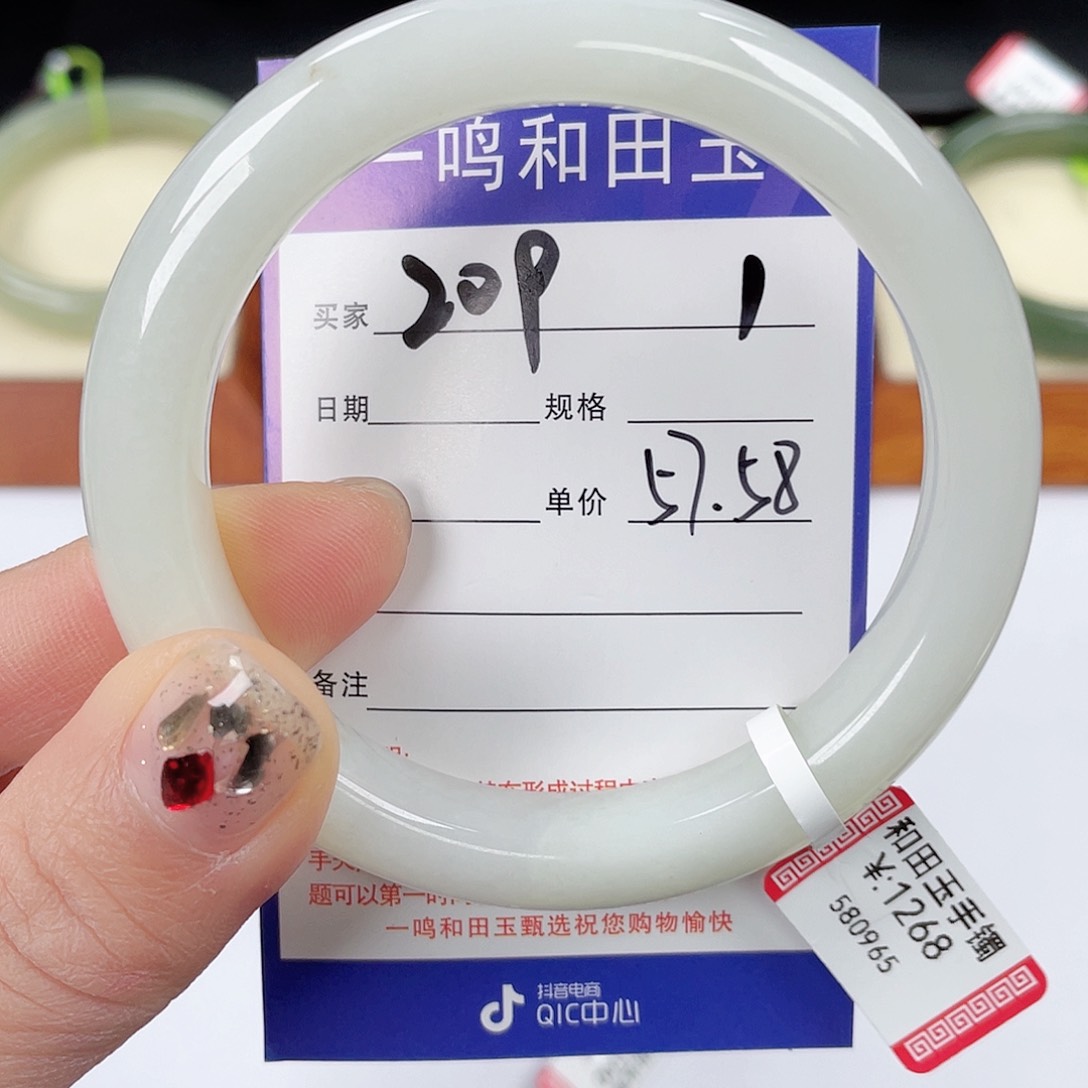 一鸣和田玉
买家 209 1
日期 规格
单价 57.58
备注
题可以第一时
一鸣和田玉甄选祝您购物愉快
抖音电商
QIC中心
和田玉手镯
¥:1268
580965